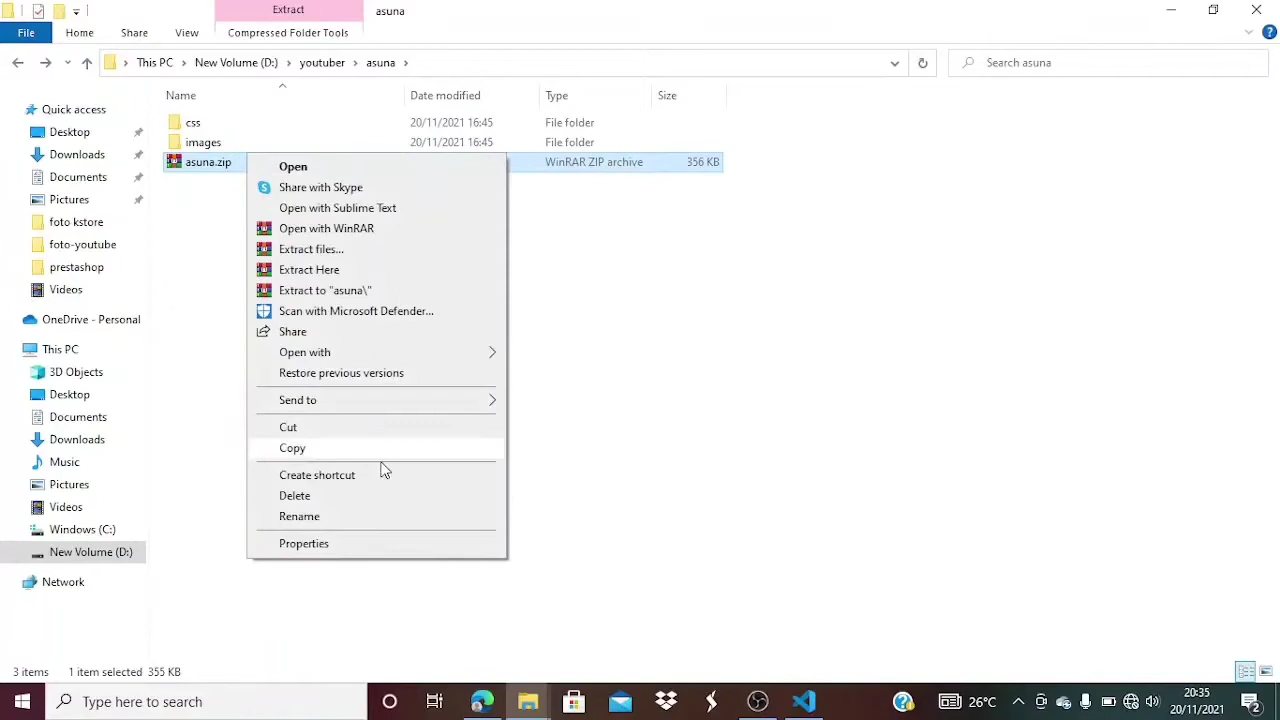 Extract
asuna
File
Home
Share
View
Compressed Folder Tools
This PC
New Volume (D:)
youtuber
asuna
Search asuna
Name
Date modified
Type
Size
css
20/11/2021 16:45
File folder
images
20/11/2021 16:45
File folder
asuna.zip
WinRAR ZIP archive
356 KB
Quick access
Desktop
Downloads
Documents
Pictures
foto kstore
foto-youtube
prestashop
Videos
OneDrive - Personal
This PC
3D Objects
Desktop
Documents
Downloads
Music
Pictures
Videos
Windows (C:)
New Volume (D:)
Network
Open
Share with Skype
Open with Sublime Text
Open with WinRAR
Extract files...
Extract Here
Extract to "asuna\"
Scan with Microsoft Defender...
Share
Open with
Restore previous versions
Send to
Cut
Copy
Create shortcut
Delete
Rename
Properties
3 items
1 item selected 355 KB
Type here to search
26°C
20:35
20/11/2021
2